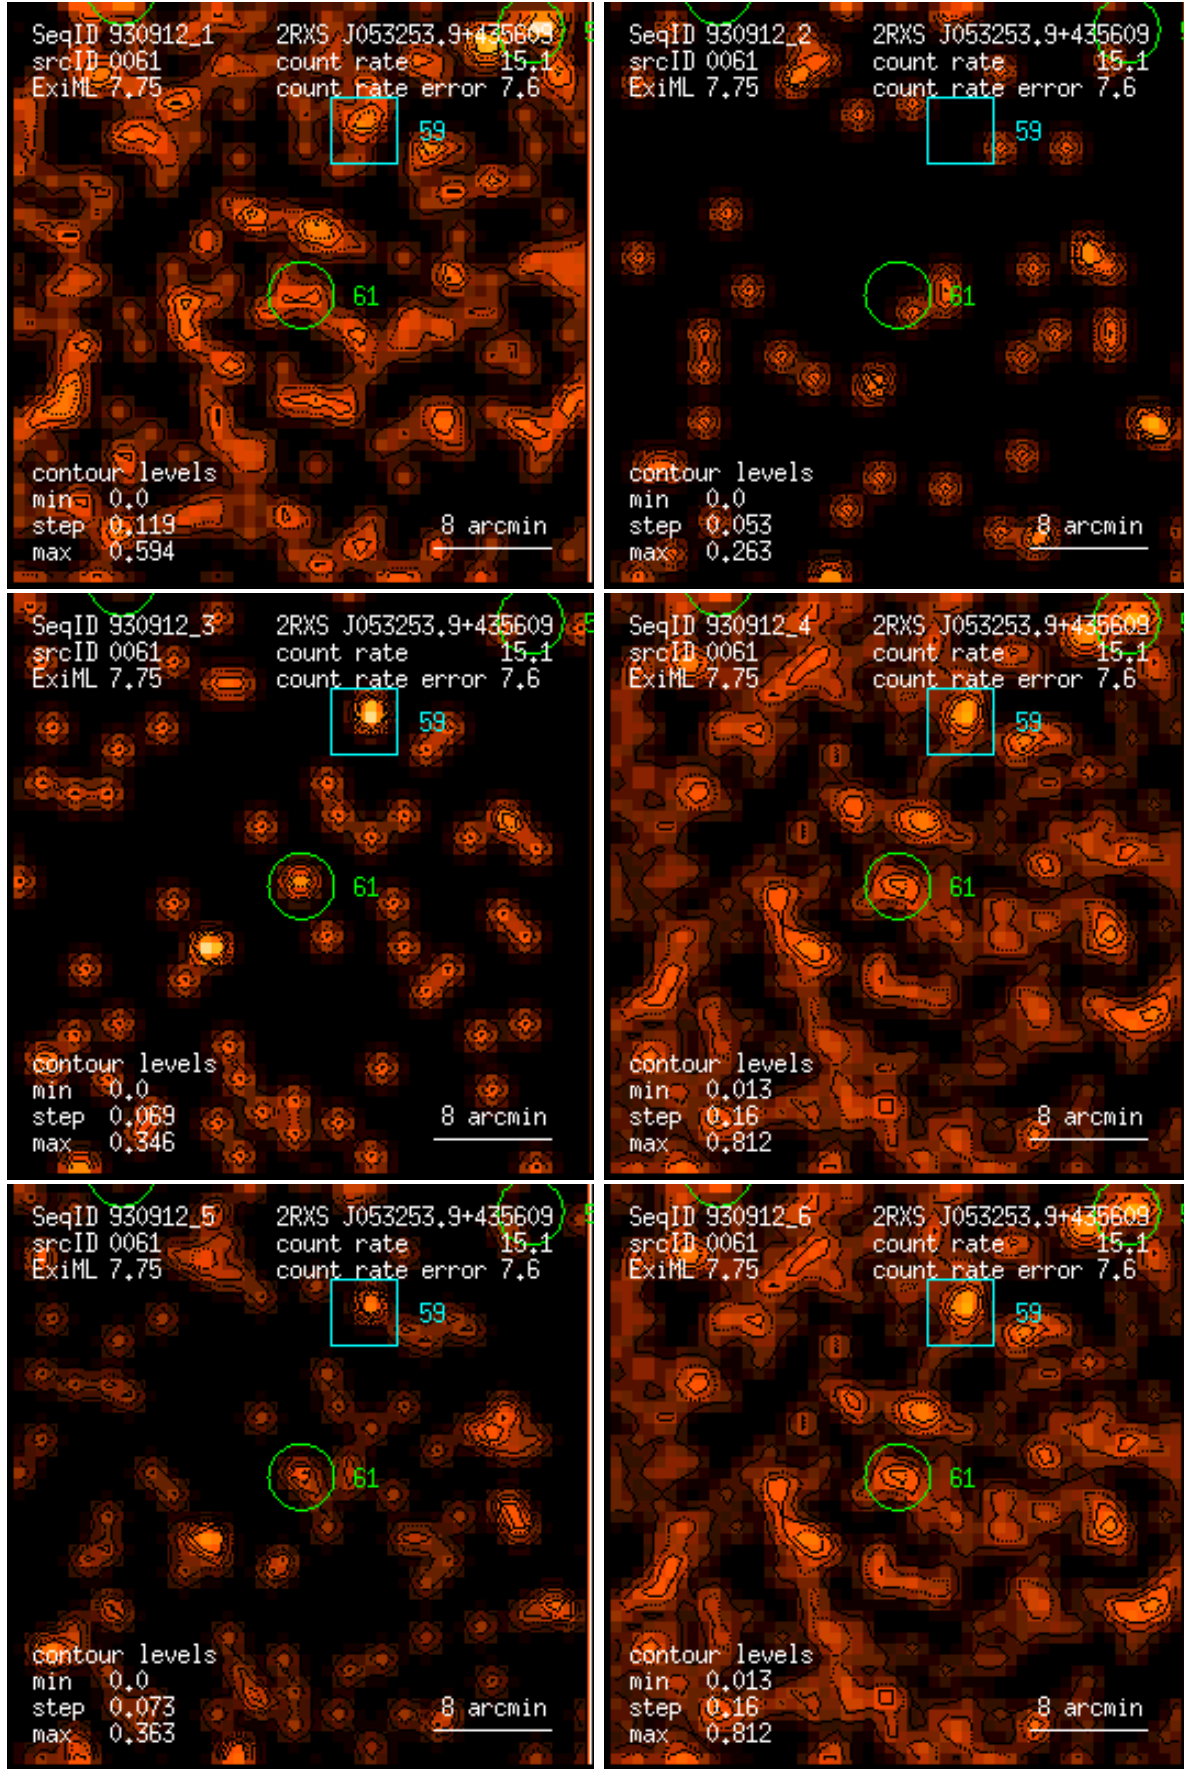 SeqID 930912_1 2RXS J053253.9+435609
srcID 0061 count rate 15.1
ExiML 7.75 count rate error 7.6
59
61
contour levels
min 0.0
step 0.119
max 0.594
8 arcmin
SeqID 930912_2 2RXS J053253.9+435609
srcID 0061 count rate 15.1
ExiML 7.75 count rate error 7.6
59
61
contour levels
min 0.0
step 0.053
max 0.263
8 arcmin
SeqID 930912_3 2RXS J053253.9+435609
srcID 0061 count rate 15.1
ExiML 7.75 count rate error 7.6
59
61
contour levels
min 0.0
step 0.069
max 0.346
8 arcmin
SeqID 930912_4 2RXS J053253.9+435609
srcID 0061 count rate 15.1
ExiML 7.75 count rate error 7.6
59
61
contour levels
min 0.013
step 0.16
max 0.812
8 arcmin
SeqID 930912_5 2RXS J053253.9+435609
srcID 0061 count rate 15.1
ExiML 7.75 count rate error 7.6
59
61
contour levels
min 0.0
step 0.073
max 0.363
8 arcmin
SeqID 930912_6 2RXS J053253.9+435609
srcID 0061 count rate 15.1
ExiML 7.75 count rate error 7.6
59
61
contour levels
min 0.013
step 0.16
max 0.812
8 arcmin